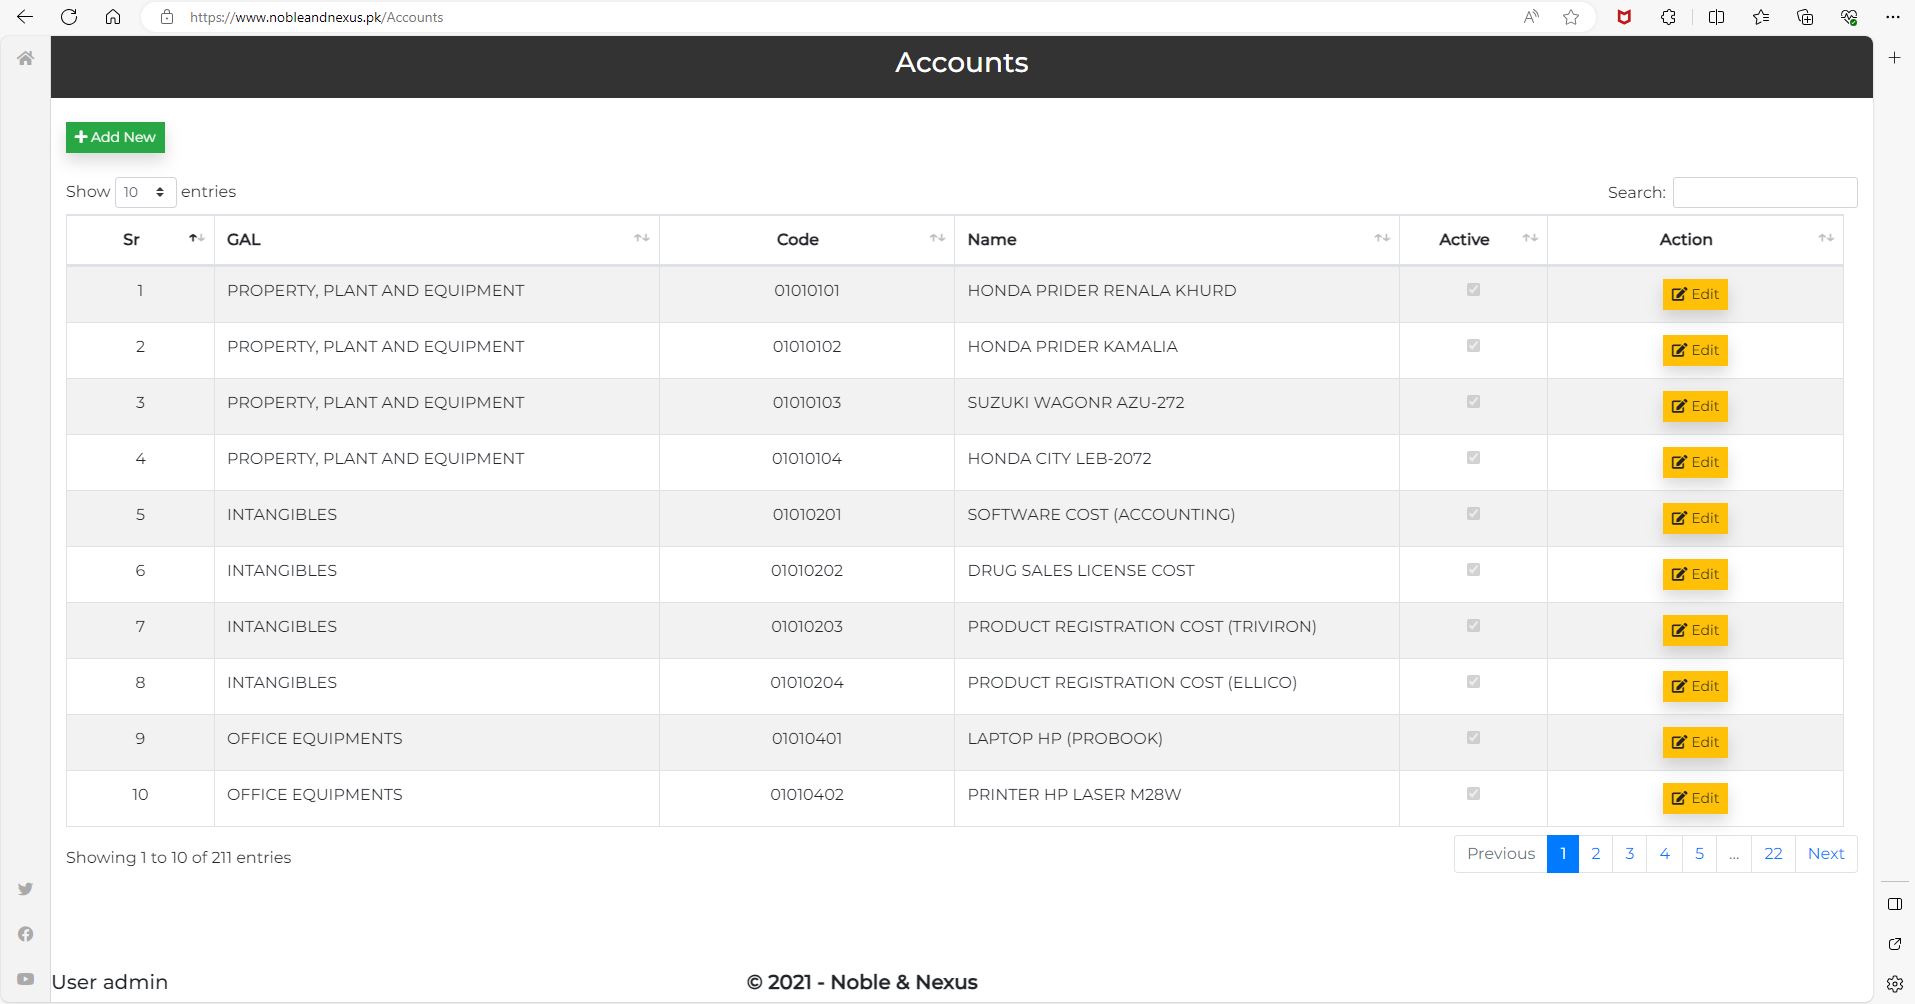 https://www.nobleandnexus.pk/Accounts
Accounts
Add New
Show 10 entries
Search:
Sr GAL Code Name Active Action
1 PROPERTY, PLANT AND EQUIPMENT 01010101 HONDA PRIDER RENALA KHURD Edit
2 PROPERTY, PLANT AND EQUIPMENT 01010102 HONDA PRIDER KAMALIA Edit
3 PROPERTY, PLANT AND EQUIPMENT 01010103 SUZUKI WAGONR AZU-272 Edit
4 PROPERTY, PLANT AND EQUIPMENT 01010104 HONDA CITY LEB-2072 Edit
5 INTANGIBLES 01010201 SOFTWARE COST (ACCOUNTING) Edit
6 INTANGIBLES 01010202 DRUG SALES LICENSE COST Edit
7 INTANGIBLES 01010203 PRODUCT REGISTRATION COST (TRIVIRON) Edit
8 INTANGIBLES 01010204 PRODUCT REGISTRATION COST (ELLICO) Edit
9 OFFICE EQUIPMENTS 01010401 LAPTOP HP (PROBOOK) Edit
10 OFFICE EQUIPMENTS 01010402 PRINTER HP LASER M28W Edit
Showing 1 to 10 of 211 entries
Previous 1 2 3 4 5 ... 22 Next
User admin
© 2021 - Noble & Nexus